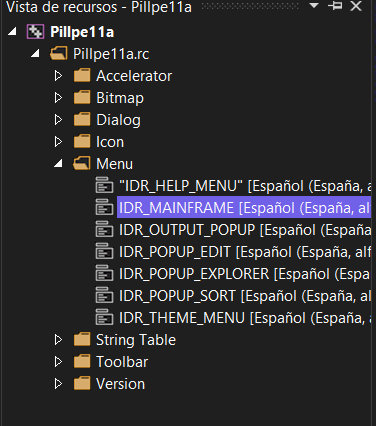 Vista de recursos - Pillpe11a
Pillpe11a
Pillpe11a.rc
Accelerator
Bitmap
Dialog
Icon
Menu
"IDR_HELP_MENU" [Español (España, a
IDR_MAINFRAME [Español (España, alf
IDR_OUTPUT_POPUP [Español (España
IDR_POPUP_EDIT [Español (España, alf
IDR_POPUP_EXPLORER [Español (Espa
IDR_POPUP_SORT [Español (España, al
IDR_THEME_MENU [Español (España, a
String Table
Toolbar
Version